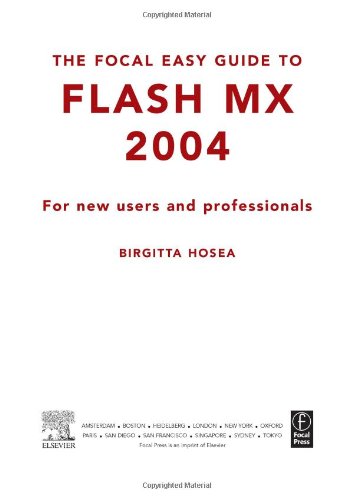 Copyrighted Material
THE FOCAL EASY GUIDE TO
FLASH MX
2004
For new users and professionals
BIRGITTA HOSEA
ELSEVIER
AMSTERDAM • BOSTON • HEIDELBERG • LONDON • NEW YORK • OXFORD
PARIS • SAN DIEGO • SAN FRANCISCO • SINGAPORE • SYDNEY • TOKYO
Focal Press is an imprint of Elsevier
Focal
Press
Copyrighted Material